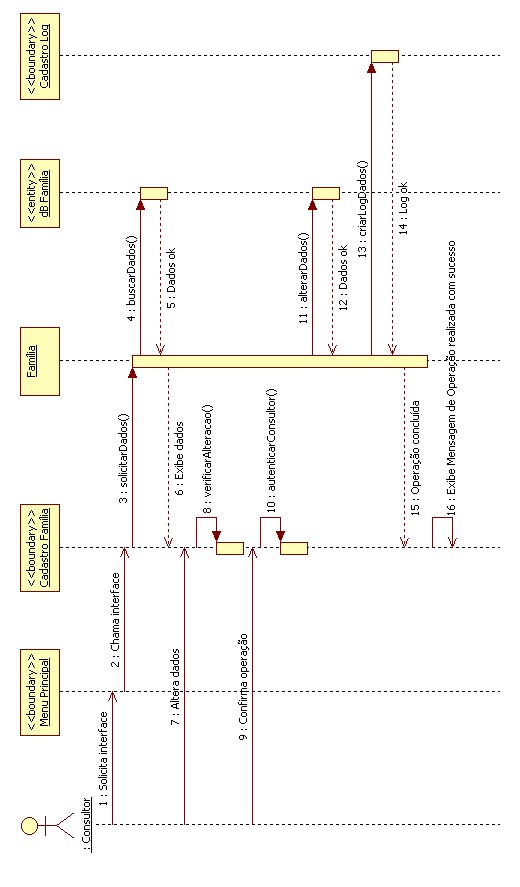 : Consultor
<<boundary>>
Menu Principal
<<boundary>>
Cadastro Família
Família
<<entity>>
dB Família
<<boundary>>
Cadastro Log
1 : Solicita interface
2 : Chama interface
3 : solicitarDados()
4 : buscarDados()
5 : Dados ok
6 : Exibe dados
7 : Altera dados
8 : verificarAlteracao()
9 : Confirma operação
10 : autenticarConsultor()
11 : alterarDados()
12 : Dados ok
13 : criarLogDados()
14 : Log ok
15 : Operação concluída
16 : Exibe Mensagem de Operação realizada com sucesso